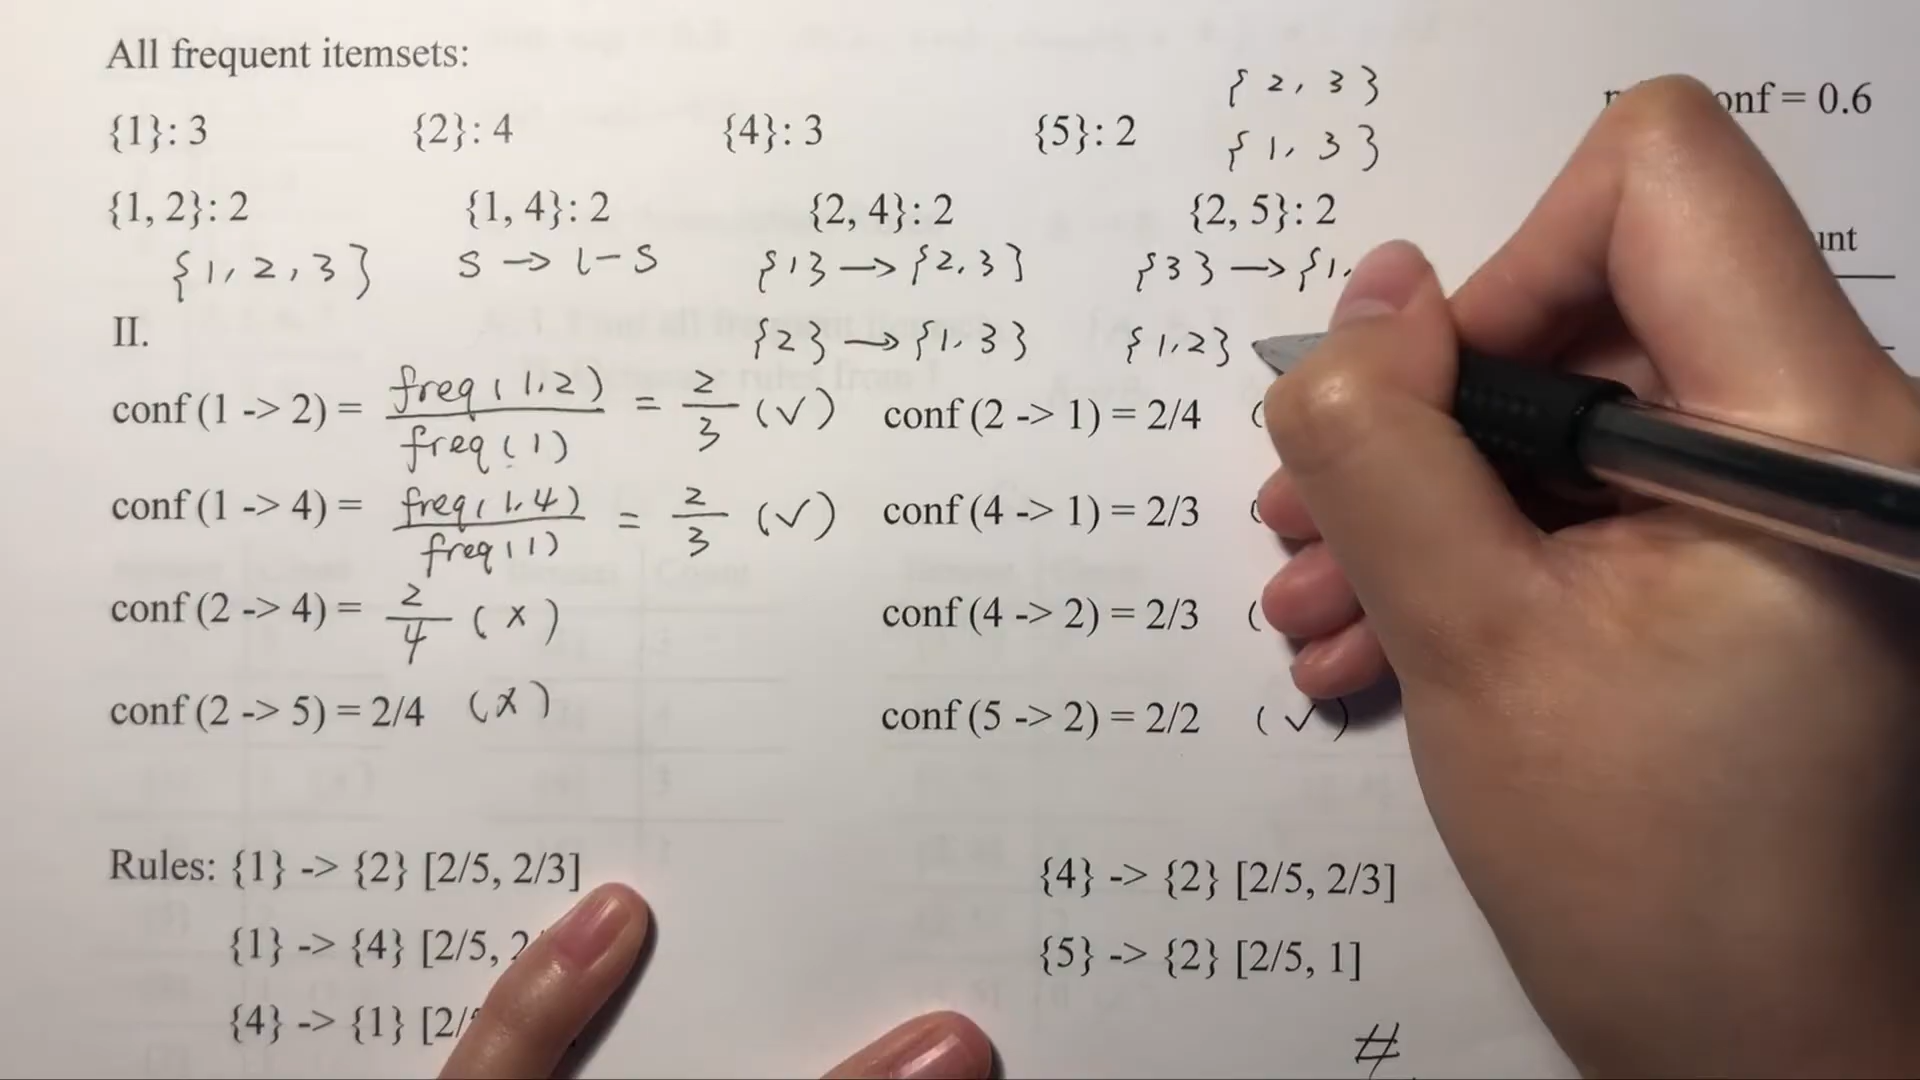 All frequent itemsets:
{2, 3}
onf = 0.6
{1}: 3 {2}: 4 {4}: 3 {5}: 2 {1, 3}
{1, 2}: 2 {1, 4}: 2 {2, 4}: 2 {2, 5}: 2
{1, 2, 3} S → l - S {1} → {2, 3} {3} → {1,
II. {2} → {1, 3} {1, 2}
conf (1 -> 2) = freq(1, 2) / freq(1) = 2/3 (✓) conf (2 -> 1) = 2/4 (
conf (1 -> 4) = freq(1, 4) / freq(1) = 2/3 (✓) conf (4 -> 1) = 2/3 (
conf (2 -> 4) = 2/4 (x) conf (4 -> 2) = 2/3 (
conf (2 -> 5) = 2/4 (x) conf (5 -> 2) = 2/2 (✓)
Rules: {1} -> {2} [2/5, 2/3] {4} -> {2} [2/5, 2/3]
{1} -> {4} [2/5, 2 {5} -> {2} [2/5, 1]
{4} -> {1} [2/
#